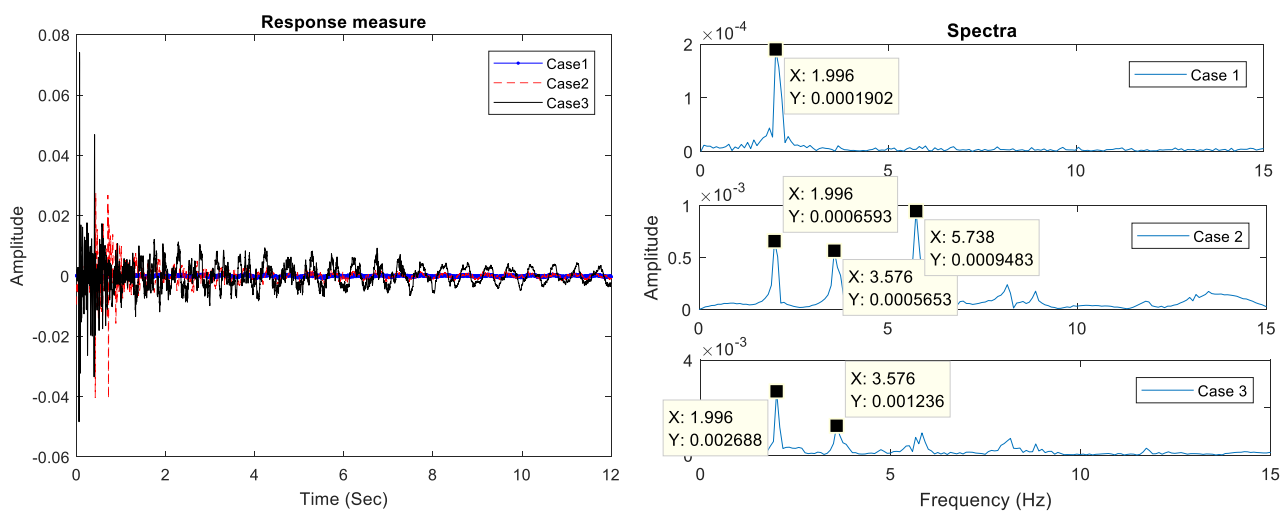 Response measure
0.08
0.06
0.04
0.02
0
-0.02
-0.04
-0.06
Amplitude
0 2 4 6 8 10 12
Time (Sec)
Case1
Case2
Case3
Spectra
×10⁻⁴
2
1
0
X: 1.996
Y: 0.0001902
Case 1
0 5 10 15
×10⁻³
1
0.5
0
Amplitude
X: 1.996
Y: 0.0006593
X: 5.738
Y: 0.0009483
X: 3.576
Y: 0.0005653
Case 2
0 5 10 15
×10⁻³
4
X: 3.576
Y: 0.001236
X: 1.996
Y: 0.002688
Case 3
0
0 5 10 15
Frequency (Hz)